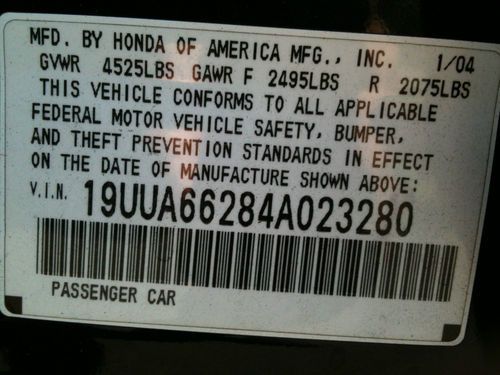 MFD. BY HONDA OF AMERICA MFG., INC. 1/04
GVWR 4525LBS GAWR F 2495LBS R 2075LBS
THIS VEHICLE CONFORMS TO ALL APPLICABLE
FEDERAL MOTOR VEHICLE SAFETY, BUMPER,
AND THEFT PREVENTION STANDARDS IN EFFECT
ON THE DATE OF MANUFACTURE SHOWN ABOVE:
V.I.N. 19UUA66284A023280
PASSENGER CAR